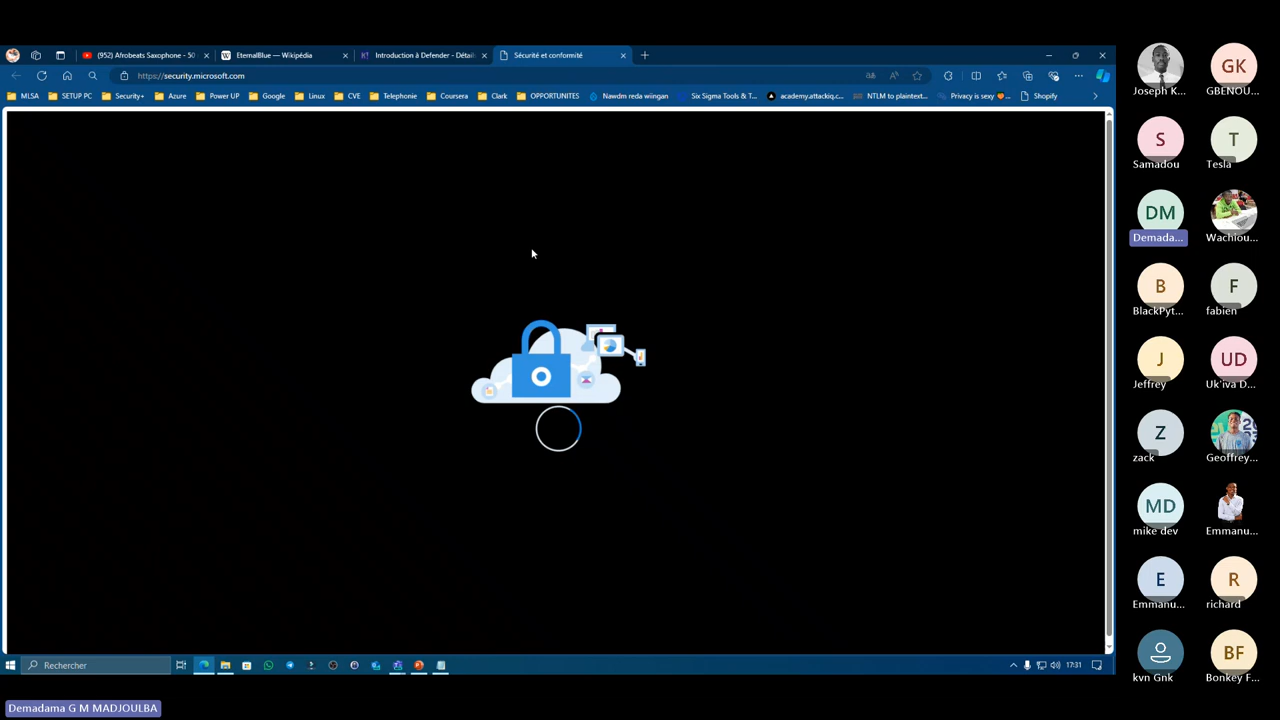 (952) Afrobeats Saxophone - 50
EternalBlue — Wikipédia
Introduction à Defender - Détail
Sécurité et conformité
https://security.microsoft.com
MLSA
SETUP PC
Security+
Azure
Power UP
Google
Linux
CVE
Telephonie
Coursera
Clark
OPPORTUNITES
Nawdm reda wiingan
Six Sigma Tools & T...
academy.attackiq.c...
NTLM to plaintext...
Privacy is sexy
Shopify
Rechercher
17:31
Joseph K...
GK
GBENOU...
S
Samadou
T
Tesla
DM
Demada...
Wachiou...
B
BlackPyt...
F
fabien
J
Jeffrey
UD
Uk'iva D...
Z
zack
Geoffrey...
MD
mike dev
Emmanu...
E
Emmanu...
R
richard
kvn Gnk
BF
Bonkey F...
Demadama G M MADJOULBA